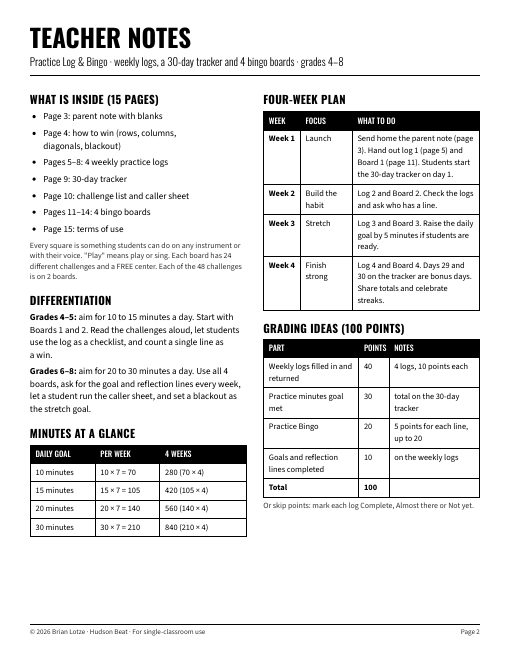 TEACHER NOTES
Practice Log & Bingo · weekly logs, a 30-day tracker and 4 bingo boards · grades 4–8
WHAT IS INSIDE (15 PAGES)
• Page 3: parent note with blanks
• Page 4: how to win (rows, columns,
diagonals, blackout)
• Pages 5–8: 4 weekly practice logs
• Page 9: 30-day tracker
• Page 10: challenge list and caller sheet
• Pages 11–14: 4 bingo boards
• Page 15: terms of use
Every square is something students can do on any instrument or
with their voice. "Play" means play or sing. Each board has 24
different challenges and a FREE center. Each of the 48 challenges
is on 2 boards.
DIFFERENTIATION
Grades 4–5: aim for 10 to 15 minutes a day. Start with
Boards 1 and 2. Read the challenges aloud, let students
use the log as a checklist, and count a single line as
a win.
Grades 6–8: aim for 20 to 30 minutes a day. Use all 4
boards, ask for the goal and reflection lines every week,
let a student run the caller sheet, and set a blackout as
the stretch goal.
MINUTES AT A GLANCE
DAILY GOAL PER WEEK 4 WEEKS
10 minutes 10 × 7 = 70 280 (70 × 4)
15 minutes 15 × 7 = 105 420 (105 × 4)
20 minutes 20 × 7 = 140 560 (140 × 4)
30 minutes 30 × 7 = 210 840 (210 × 4)
FOUR-WEEK PLAN
WEEK FOCUS WHAT TO DO
Week 1 Launch Send home the parent note (page
3). Hand out log 1 (page 5) and
Board 1 (page 11). Students start
the 30-day tracker on day 1.
Week 2 Build the Log 2 and Board 2. Check the logs
habit and ask who has a line.
Week 3 Stretch Log 3 and Board 3. Raise the daily
goal by 5 minutes if students are
ready.
Week 4 Finish Log 4 and Board 4. Days 29 and
strong 30 on the tracker are bonus days.
Share totals and celebrate
streaks.
GRADING IDEAS (100 POINTS)
PART POINTS NOTES
Weekly logs filled in and 40 4 logs, 10 points each
returned
Practice minutes goal 30 total on the 30-day
met tracker
Practice Bingo 20 5 points for each line,
up to 20
Goals and reflection 10 on the weekly logs
lines completed
Total 100
Or skip points: mark each log Complete, Almost there or Not yet.
© 2026 Brian Lotze · Hudson Beat · For single-classroom use Page 2